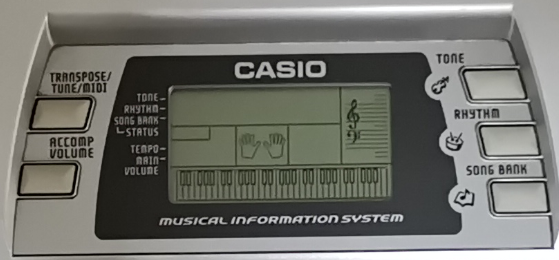 CASIO
TRANSPOSE/
TUNE/MIDI
ACCOMP
VOLUME
TONE
RHYTHM
SONG BANK
STATUS
TEMPO
MAIN
VOLUME
TONE
RHYTHM
SONG BANK
MUSICAL INFORMATION SYSTEM